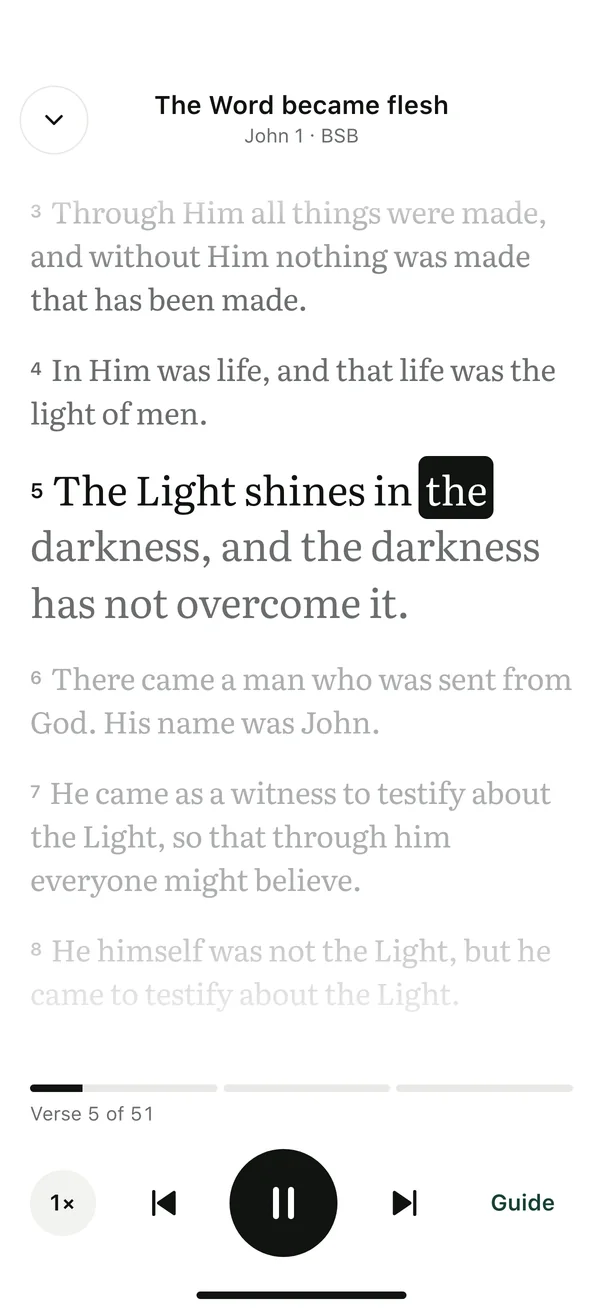 The Word became flesh
John 1 · BSB
3 Through Him all things were made,
and without Him nothing was made
that has been made.
4 In Him was life, and that life was the
light of men.
5 The Light shines in the
darkness, and the darkness
has not overcome it.
6 There came a man who was sent from
God. His name was John.
7 He came as a witness to testify about
the Light, so that through him
everyone might believe.
8 He himself was not the Light, but he
came to testify about the Light.
Verse 5 of 51
1×
Guide